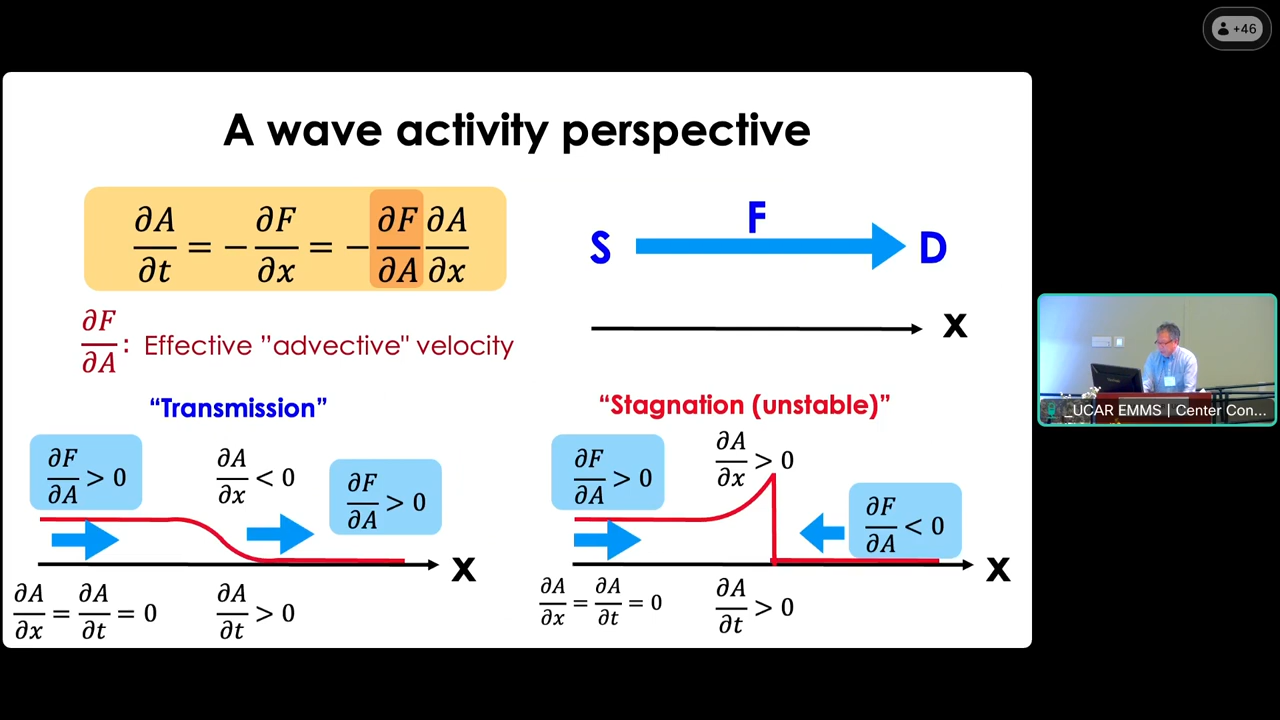 +46
A wave activity perspective
∂A/∂t = −∂F/∂x = −∂F/∂A ∂A/∂x
F
S
D
x
∂F/∂A : Effective ”advective" velocity
“Transmission”
∂F/∂A > 0
∂A/∂x < 0
∂F/∂A > 0
x
∂A/∂x = ∂A/∂t = 0
∂A/∂t > 0
“Stagnation (unstable)”
∂F/∂A > 0
∂A/∂x > 0
∂F/∂A < 0
x
∂A/∂x = ∂A/∂t = 0
∂A/∂t > 0
_UCAR EMMS | Center Con...